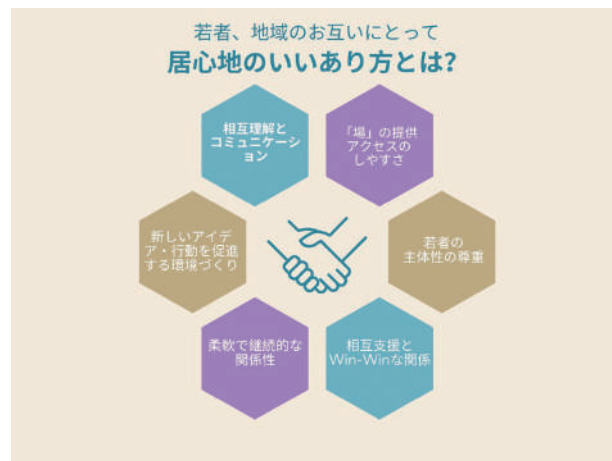 若者、地域のお互いにとって
居心地のいいあり方とは?
相互理解と
コミュニケーシ
ョン
「場」の提供
アクセスの
しやすさ
新しいアイデ
ア・行動を促進
する環境づくり
若者の
主体性の尊重
柔軟で継続的な
関係性
相互支援と
Win-Winな関係